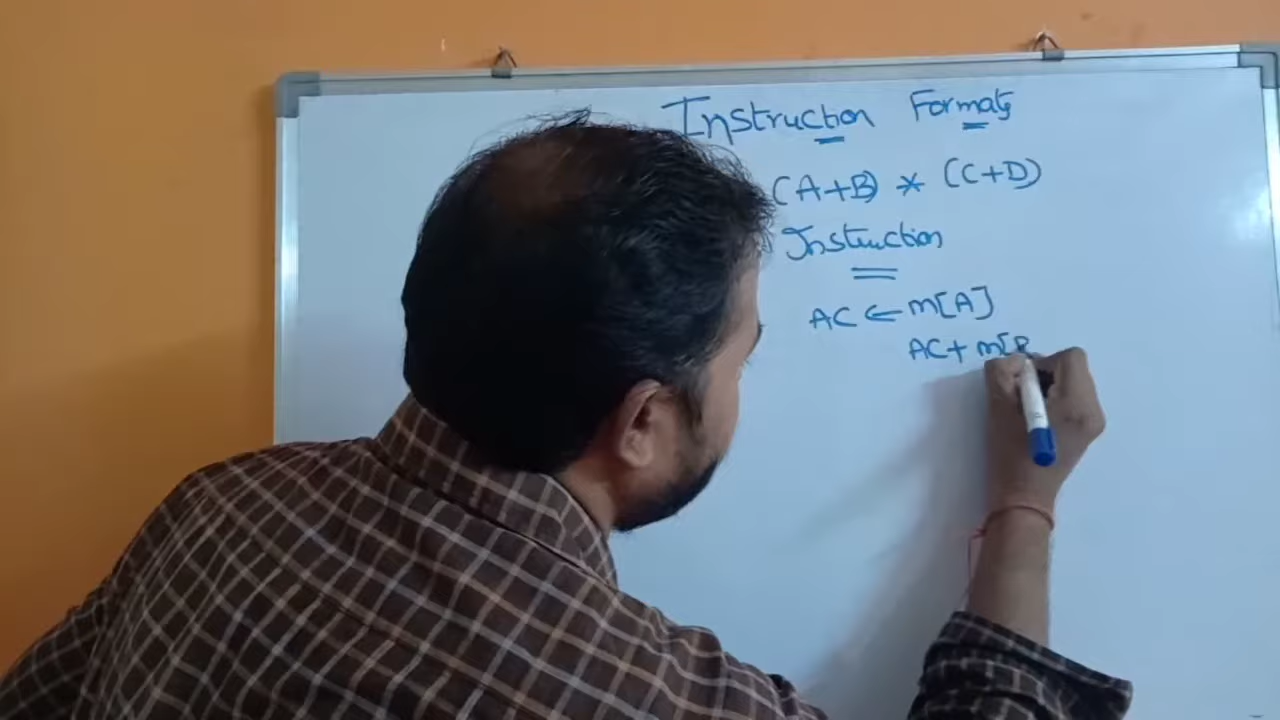 Instruction Formats
(A+B) * (C+D)
Instruction
AC ← M[A]
AC + M[B